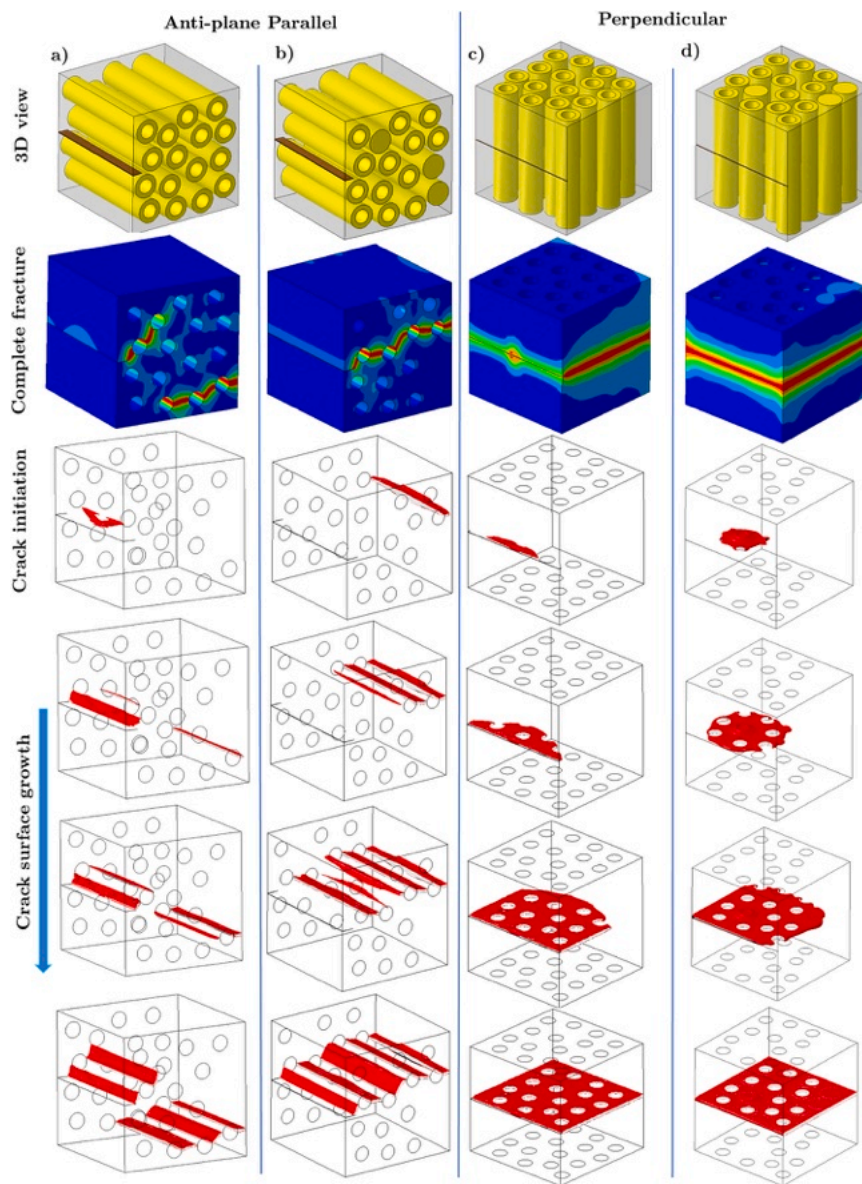 Anti-plane Parallel
Perpendicular
a)
b)
c)
d)
3D view
Complete fracture
Crack initiation
Crack surface growth